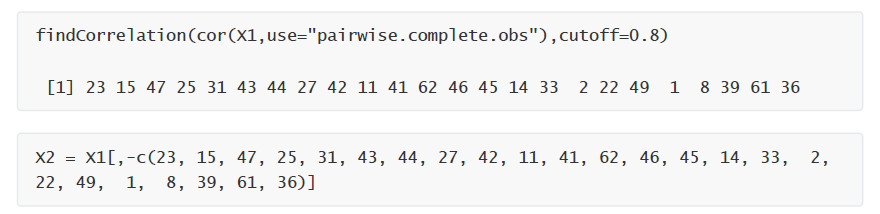 findCorrelation(cor(X1,use="pairwise.complete.obs"),cutoff=0.8)
[1] 23 15 47 25 31 43 44 27 42 11 41 62 46 45 14 33  2 22 49  1  8 39 61 36
X2 = X1[,-c(23, 15, 47, 25, 31, 43, 44, 27, 42, 11, 41, 62, 46, 45, 14, 33,  2,
22, 49,  1,  8, 39, 61, 36)]